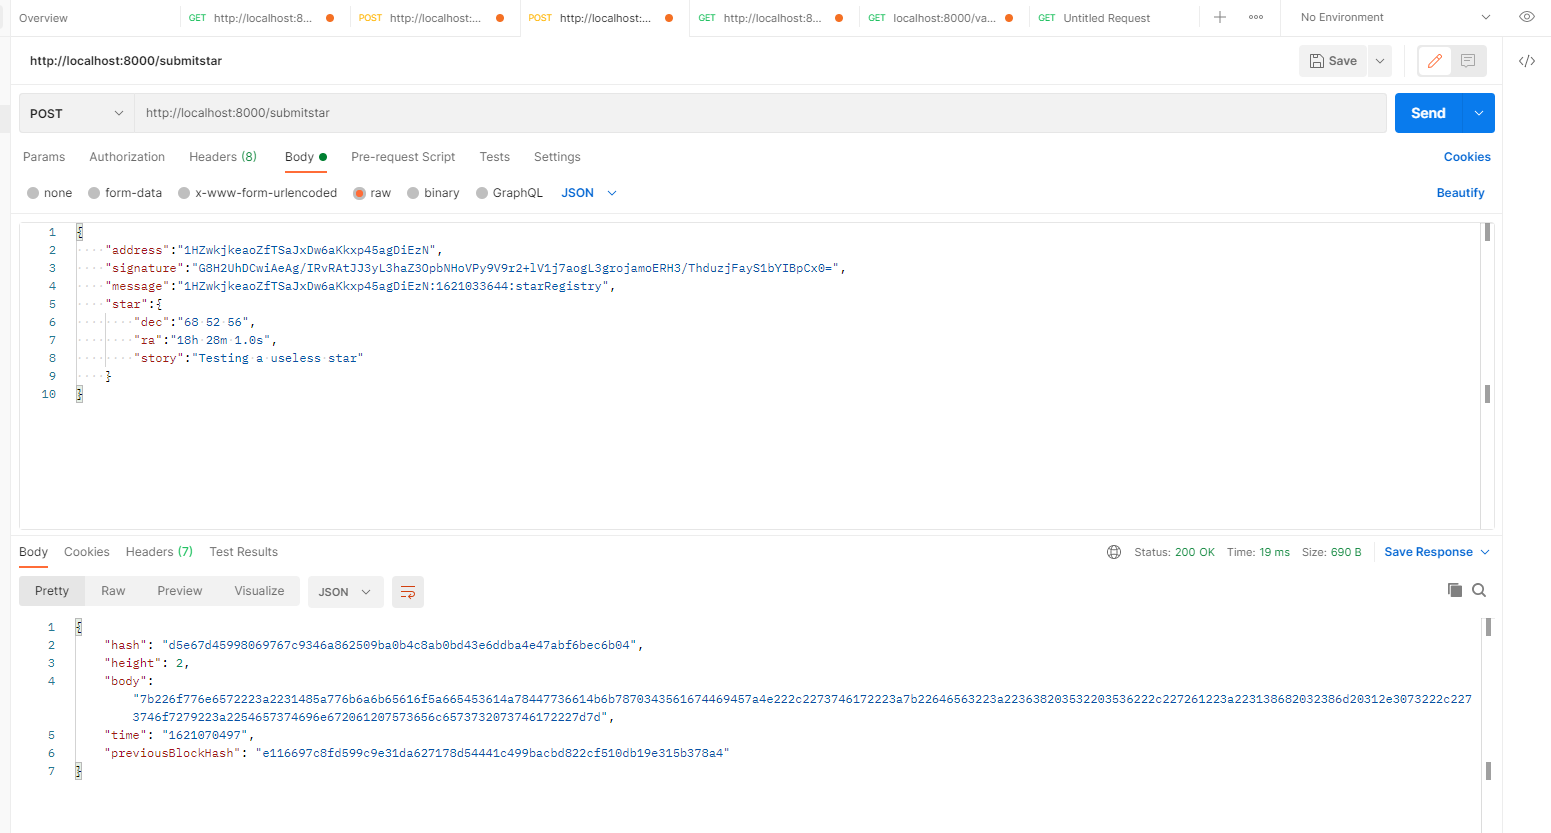 Overview GET http://localhost:8... POST http://localhost:... POST http://localhost:... GET http://localhost:8... GET localhost:8000/va... GET Untitled Request No Environment
http://localhost:8000/submitstar Save
POST http://localhost:8000/submitstar Send
Params Authorization Headers (8) Body Pre-request Script Tests Settings Cookies
none form-data x-www-form-urlencoded raw binary GraphQL JSON Beautify
1 {
2 "address":"1HZwkjkeaoZfTSaJxDw6aKkxp45agDiEzN",
3 "signature":"G8H2UhDCwiAeAg/IRvRAtJJ3yL3haZ3OpbNHoVPy9V9r2+lV1j7aogL3grojamoERH3/ThduzjFayS1bYIBpCx0=",
4 "message":"1HZwkjkeaoZfTSaJxDw6aKkxp45agDiEzN:1621033644:starRegistry",
5 "star":{
6 "dec":"68 52 56",
7 "ra":"18h 28m 1.0s",
8 "story":"Testing a useless star"
9 }
10 }
Body Cookies Headers (7) Test Results Status: 200 OK Time: 19 ms Size: 690 B Save Response
Pretty Raw Preview Visualize JSON
1 {
2 "hash": "d5e67d45998069767c9346a862509ba0b4c8ab0bd43e6ddba4e47abf6bec6b04",
3 "height": 2,
4 "body":
"7b226f776e6572223a2231485a776b6a6b65616f5a665453614a78447736614b6b7870343561674469457a4e222c2273746172223a7b22646563223a223638203532203536222c227261223a223138682032386d20312e3073222c227
3746f7279223a2254657374696e672061207573656c6573732073746172227d7d",
5 "time": "1621070497",
6 "previousBlockHash": "e116697c8fd599c9e31da627178d54441c499bacbd822cf510db19e315b378a4"
7 }